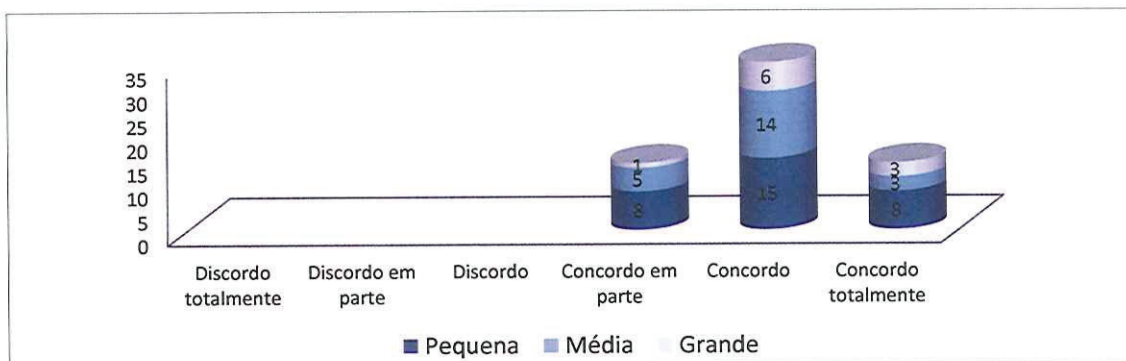 35
30
25
20
15
10
5
0
6
14
15
1
5
8
3
3
8
Discordo totalmente
Discordo em parte
Discordo
Concordo em parte
Concordo
Concordo totalmente
Pequena Média Grande